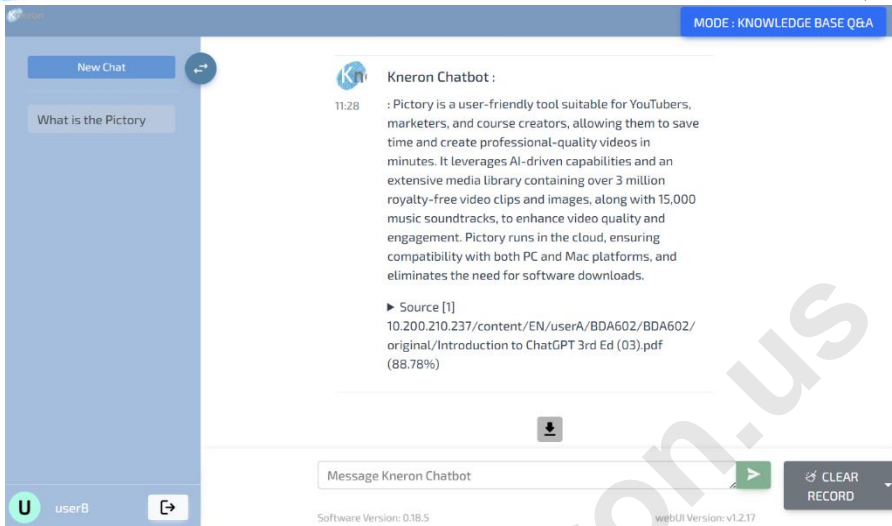 Kneron
MODE : KNOWLEDGE BASE Q&A
New Chat
What is the Pictory
Kn
Kneron Chatbot :
11:28
: Pictory is a user-friendly tool suitable for YouTubers,
marketers, and course creators, allowing them to save
time and create professional-quality videos in
minutes. It leverages AI-driven capabilities and an
extensive media library containing over 3 million
royalty-free video clips and images, along with 15,000
music soundtracks, to enhance video quality and
engagement. Pictory runs in the cloud, ensuring
compatibility with both PC and Mac platforms, and
eliminates the need for software downloads.
▶ Source [1]
10.200.210.237/content/EN/userA/BDA602/BDA602/
original/Introduction to ChatGPT 3rd Ed (03).pdf
(88.78%)
Message Kneron Chatbot
CLEAR
RECORD
U userB
Software Version: 0.18.5
webUI Version: v1.2.17
on.us